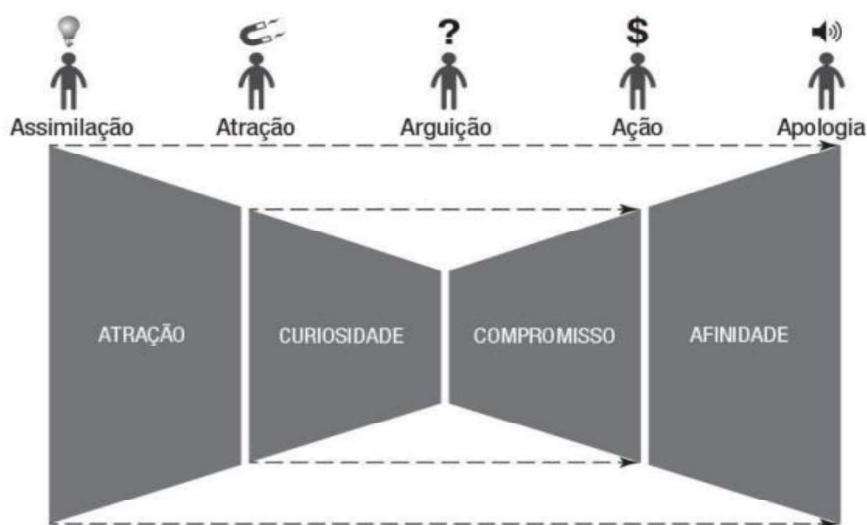 ?
$
Assimilação Atração Arguição Ação Apologia
ATRAÇÃO CURIOSIDADE COMPROMISSO AFINIDADE